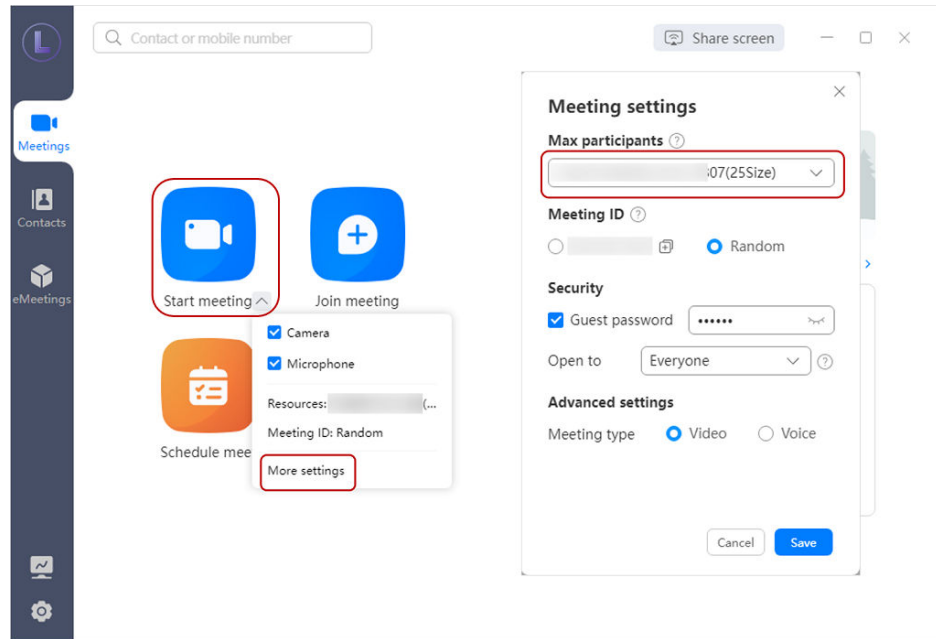 L
Contact or mobile number
Share screen
Meetings
Contacts
eMeetings
Start meeting
Join meeting
Camera
Microphone
Resources: (...
Meeting ID: Random
More settings
Schedule mee
Meeting settings
Max participants ?
07(25Size)
Meeting ID ?
Random
Security
Guest password ••••••
Open to Everyone ?
Advanced settings
Meeting type Video Voice
Cancel Save